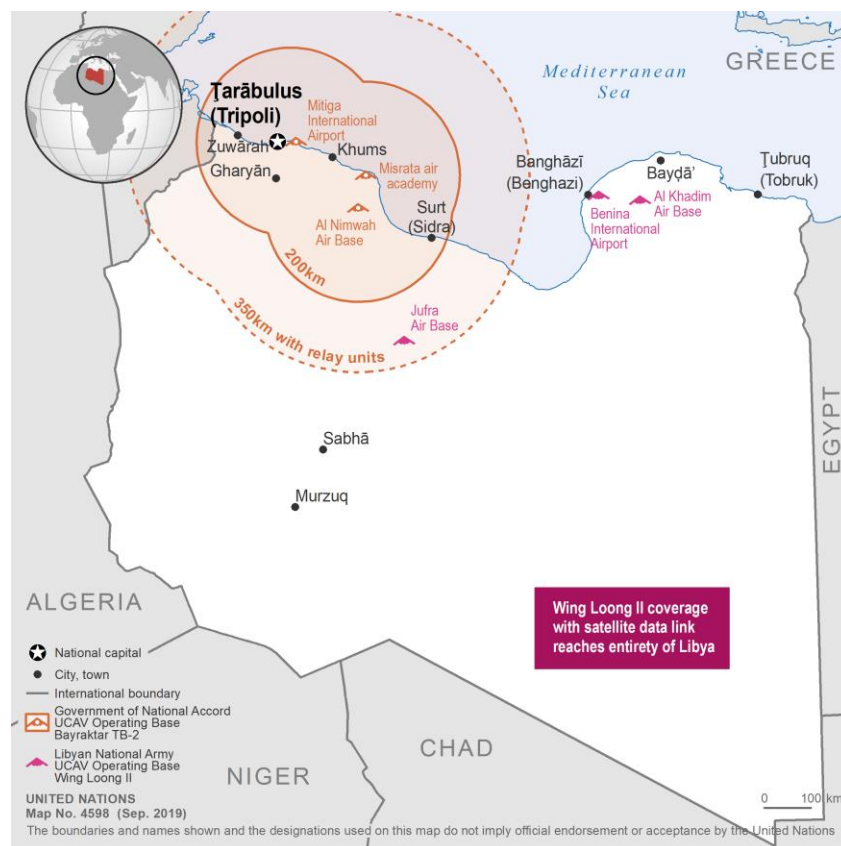 Mediterranean
Sea
GREECE
Ţarābulus
(Tripoli)
Mitiga
International
Airport
Zuwārah
Khums
Gharyān
Misrata air
academy
Al Nimwah
Air Base
Surt
(Sidra)
Banghāzī
(Benghazi)
Bayḑā’
Ţubruq
(Tobruk)
Benina
International
Airport
Al Khadim
Air Base
200km
350km with relay units
Jufra
Air Base
Sabhā
Murzuq
EGYPT
ALGERIA
NIGER
CHAD
Wing Loong II coverage
with satellite data link
reaches entirety of Libya
National capital
City, town
International boundary
Government of National Accord
UCAV Operating Base
Bayraktar TB-2
Libyan National Army
UCAV Operating Base
Wing Loong II
UNITED NATIONS
Map No. 4598 (Sep. 2019)
0 100 km
The boundaries and names shown and the designations used on this map do not imply official endorsement or acceptance by the United Nations